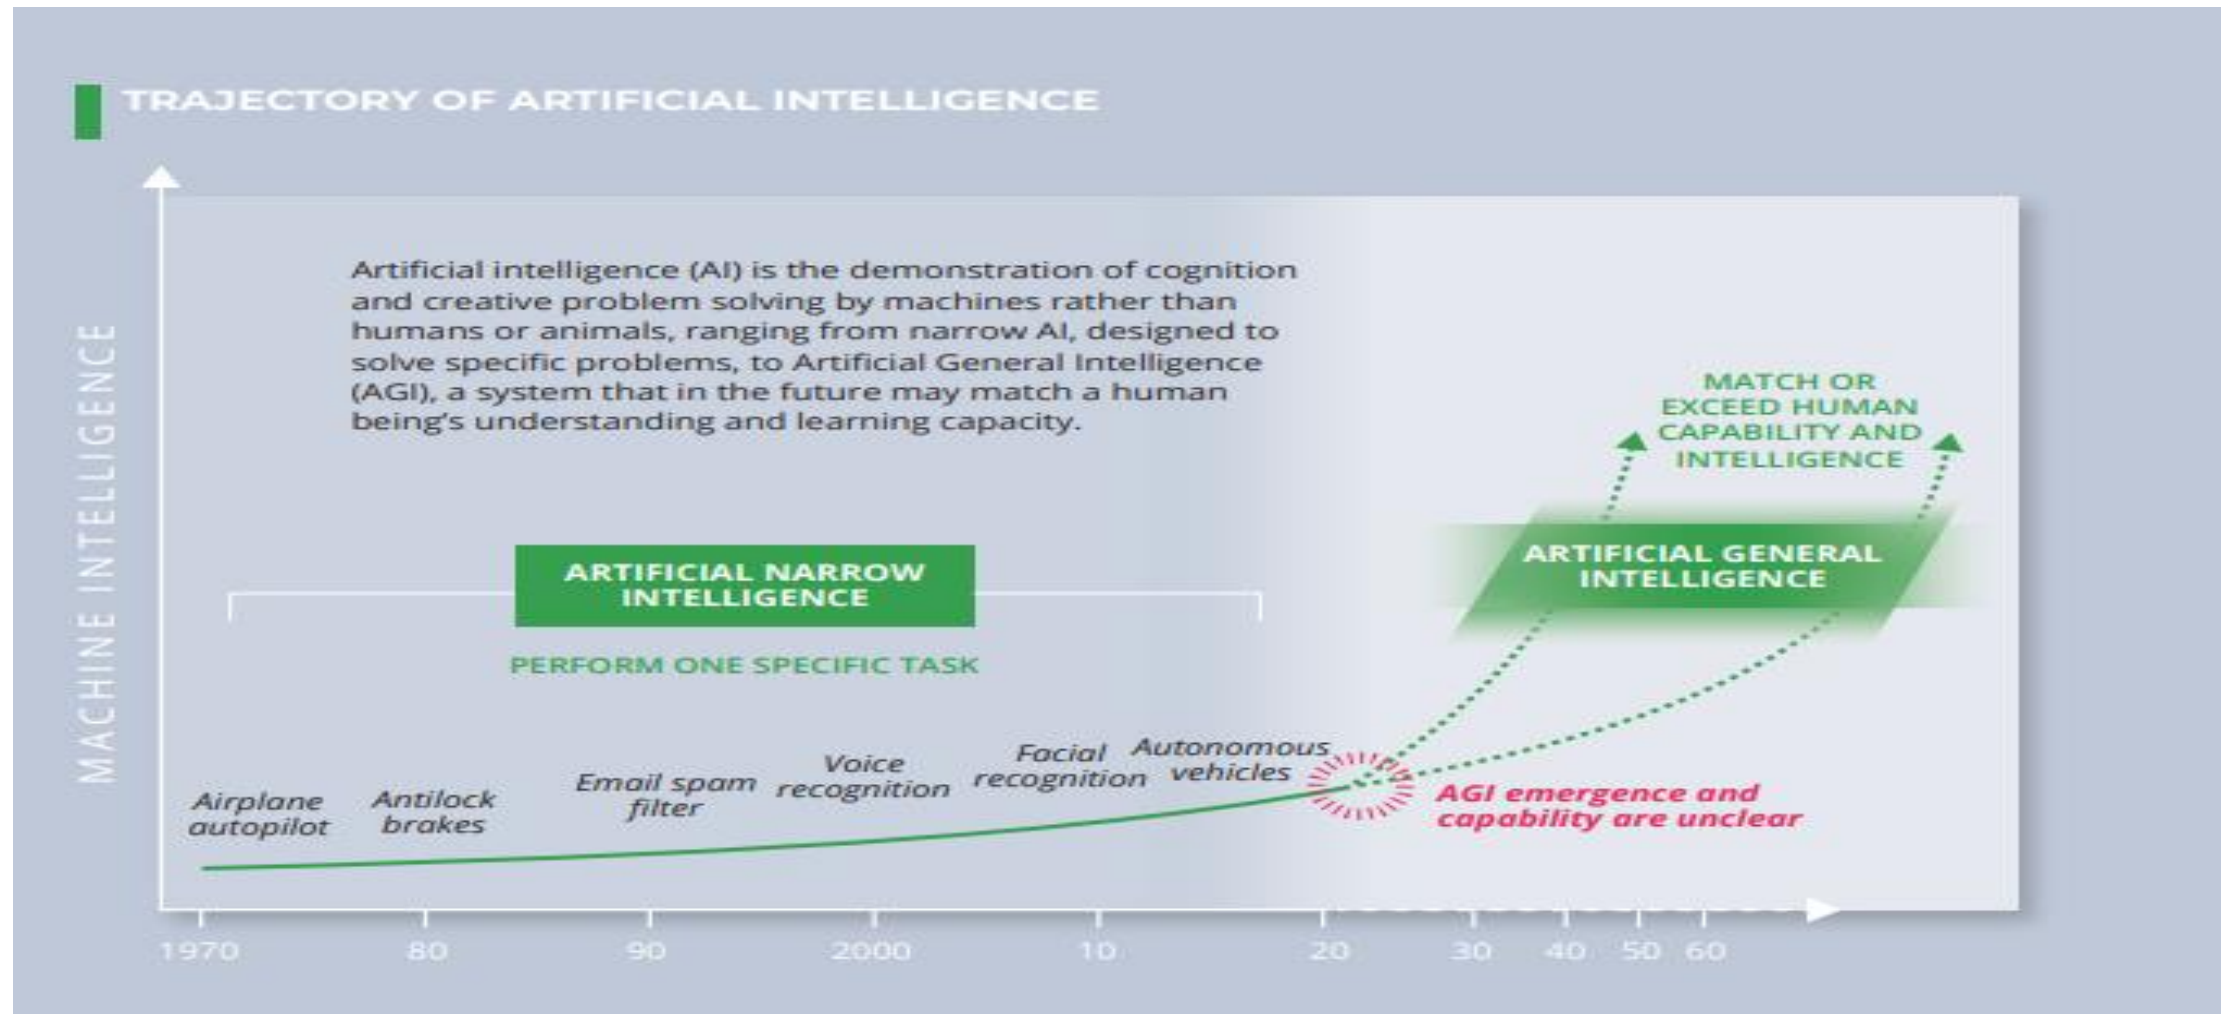 TRAJECTORY OF ARTIFICIAL INTELLIGENCE
MACHINE INTELLIGENCE
Artificial intelligence (AI) is the demonstration of cognition
and creative problem solving by machines rather than
humans or animals, ranging from narrow AI, designed to
solve specific problems, to Artificial General Intelligence
(AGI), a system that in the future may match a human
being's understanding and learning capacity.
MATCH OR
EXCEED HUMAN
CAPABILITY AND
INTELLIGENCE
ARTIFICIAL NARROW
INTELLIGENCE
PERFORM ONE SPECIFIC TASK
ARTIFICIAL GENERAL
INTELLIGENCE
Airplane
autopilot
Antilock
brakes
Email spam
filter
Voice
recognition
Facial
recognition
Autonomous
vehicles
AGI emergence and
capability are unclear
1970 80 90 2000 10 20 30 40 50 60